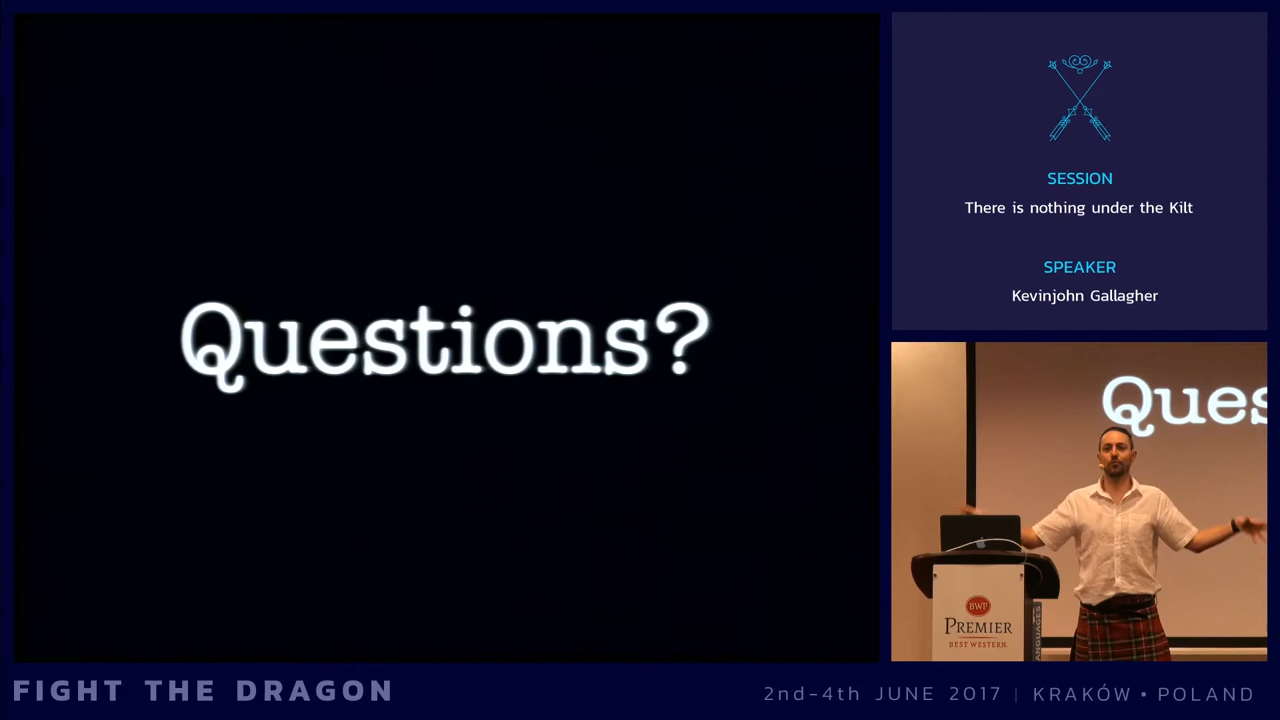 Questions?
SESSION
There is nothing under the Kilt
SPEAKER
Kevinjohn Gallagher
Ques
BWP
PREMIER
BEST WESTERN.
ANGUAGES
FIGHT THE DRAGON
2nd-4th JUNE 2017 | KRAKÓW • POLAND